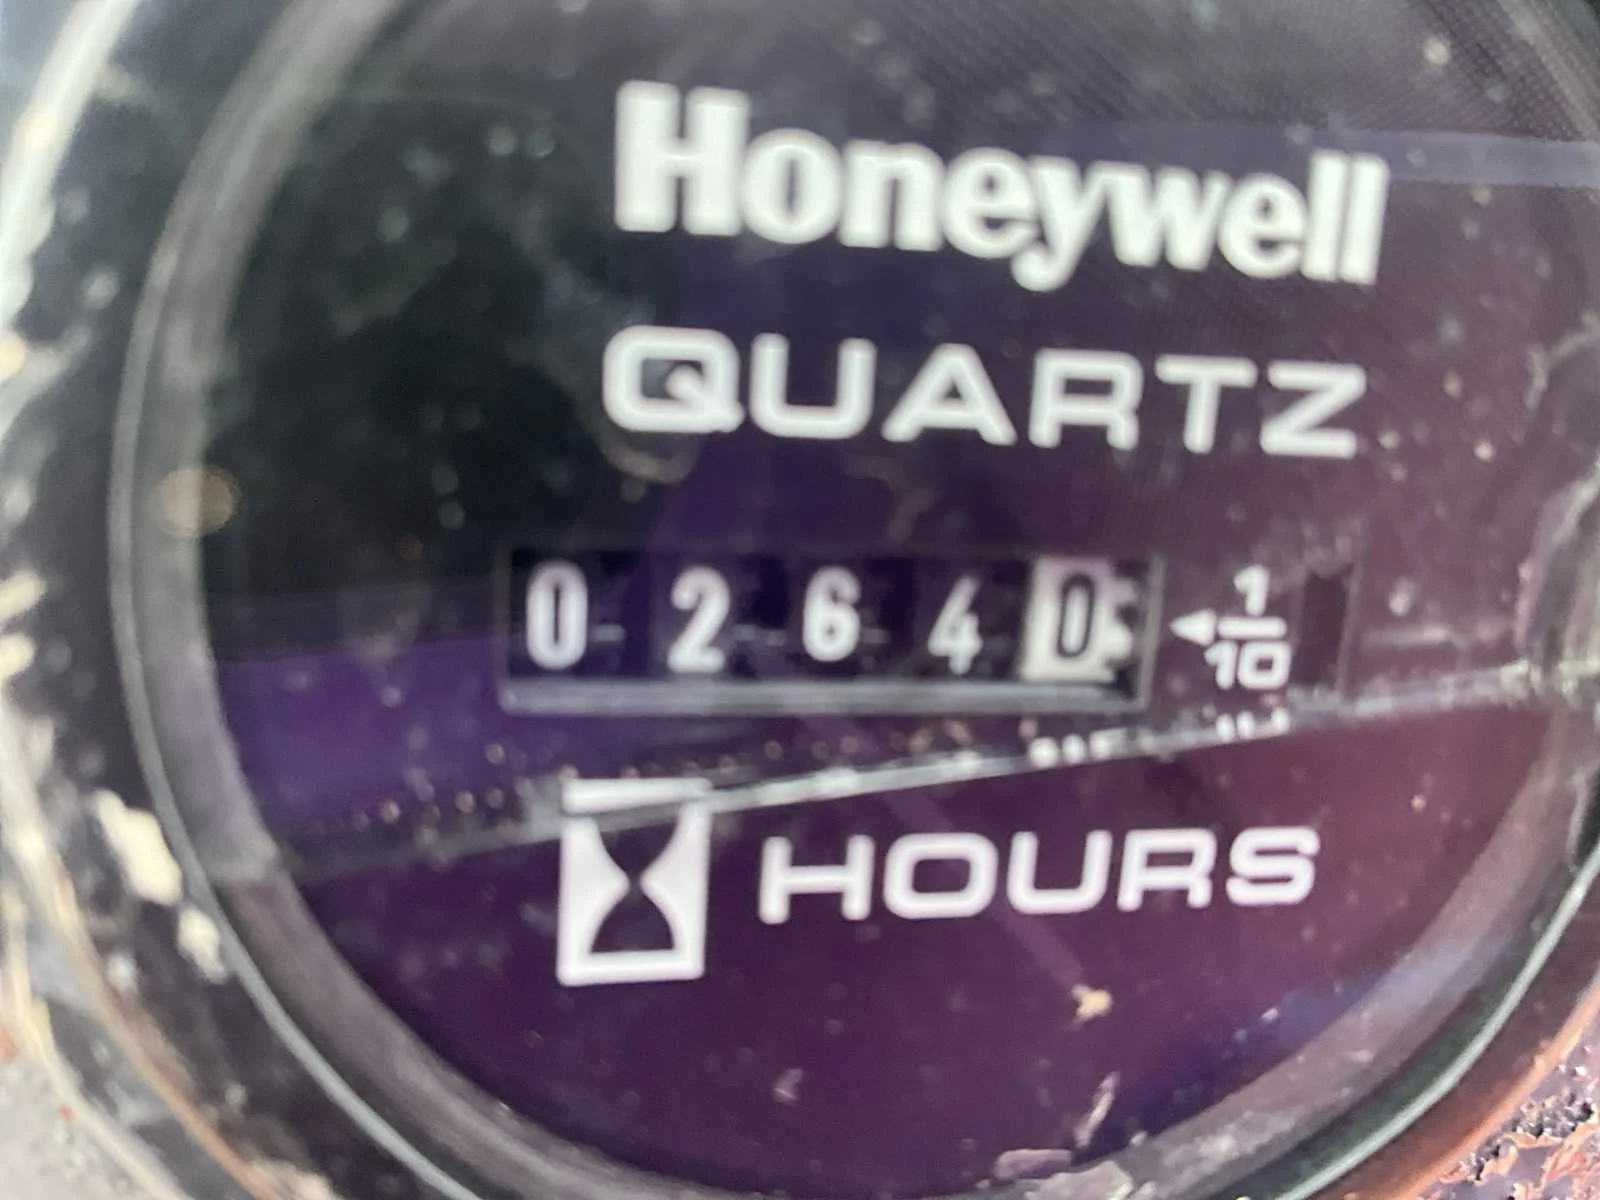 Honeywell
QUARTZ
0 2 6 4 0 ◄ 1/10
HOURS